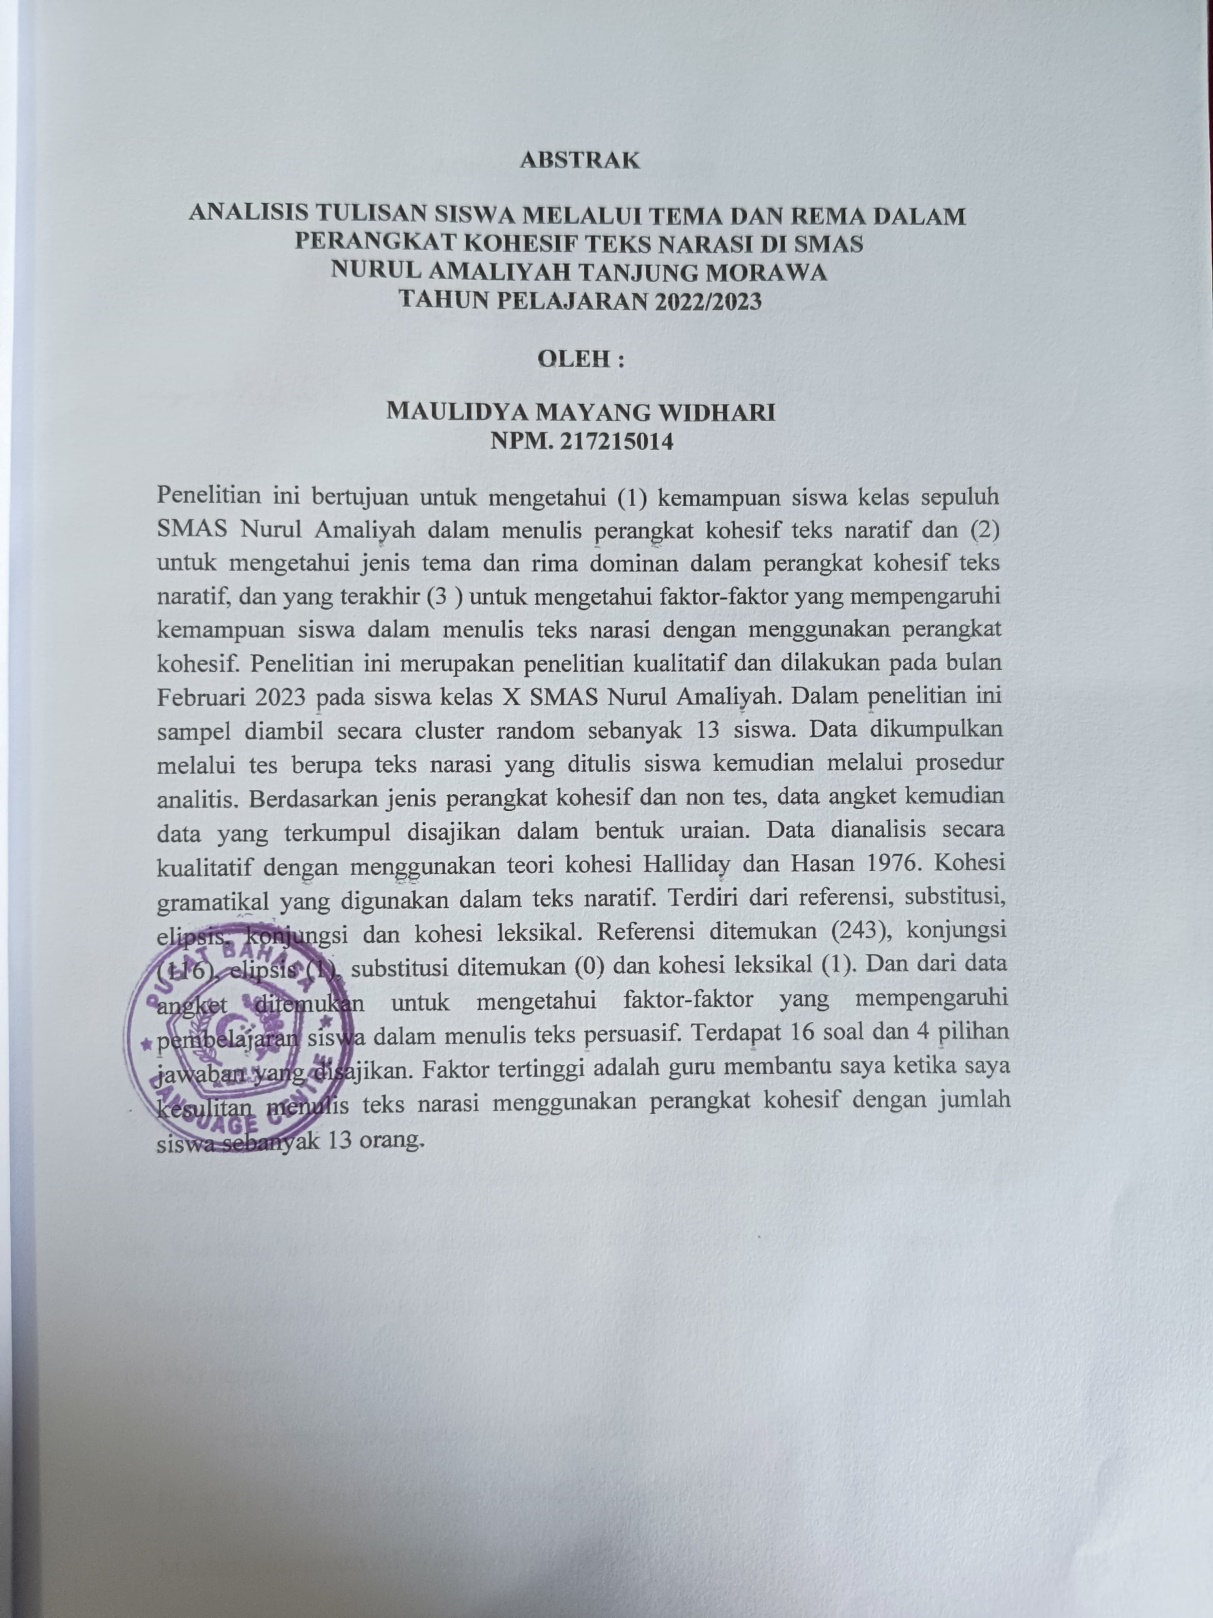 ABSTRAK
ANALISIS TULISAN SISWA MELALUI TEMA DAN REMA DALAM
PERANGKAT KOHESIF TEKS NARASI DI SMAS
NURUL AMALIYAH TANJUNG MORAWA
TAHUN PELAJARAN 2022/2023
OLEH :
MAULIDYA MAYANG WIDHARI
NPM. 217215014
Penelitian ini bertujuan untuk mengetahui (1) kemampuan siswa kelas sepuluh
SMAS Nurul Amaliyah dalam menulis perangkat kohesif teks naratif dan (2)
untuk mengetahui jenis tema dan rima dominan dalam perangkat kohesif teks
naratif, dan yang terakhir (3 ) untuk mengetahui faktor-faktor yang mempengaruhi
kemampuan siswa dalam menulis teks narasi dengan menggunakan perangkat
kohesif. Penelitian ini merupakan penelitian kualitatif dan dilakukan pada bulan
Februari 2023 pada siswa kelas X SMAS Nurul Amaliyah. Dalam penelitian ini
sampel diambil secara cluster random sebanyak 13 siswa. Data dikumpulkan
melalui tes berupa teks narasi yang ditulis siswa kemudian melalui prosedur
analitis. Berdasarkan jenis perangkat kohesif dan non tes, data angket kemudian
data yang terkumpul disajikan dalam bentuk uraian. Data dianalisis secara
kualitatif dengan menggunakan teori kohesi Halliday dan Hasan 1976. Kohesi
gramatikal yang digunakan dalam teks naratif. Terdiri dari referensi, substitusi,
elipsis, konjungsi dan kohesi leksikal. Referensi ditemukan (243), konjungsi
(116), elipsis (1), substitusi ditemukan (0) dan kohesi leksikal (1). Dan dari data
angket ditemukan untuk mengetahui faktor-faktor yang mempengaruhi
pembelajaran siswa dalam menulis teks persuasif. Terdapat 16 soal dan 4 pilihan
jawaban yang disajikan. Faktor tertinggi adalah guru membantu saya ketika saya
kesulitan menulis teks narasi menggunakan perangkat kohesif dengan jumlah
siswa sebanyak 13 orang.
PUSAT BAHASA
LANGUAGE CENTRE